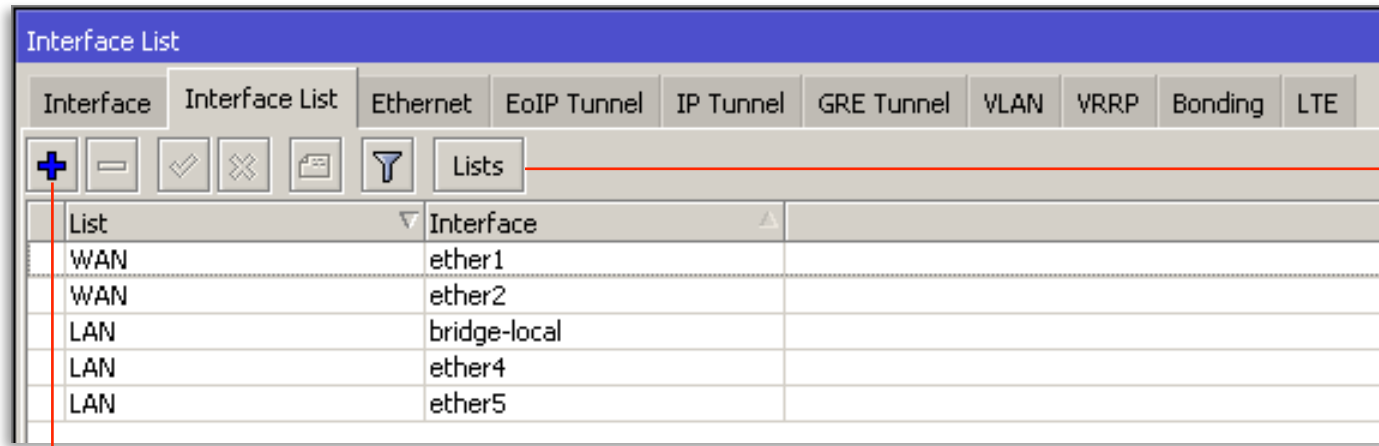 Interface List
Interface Interface List Ethernet EoIP Tunnel IP Tunnel GRE Tunnel VLAN VRRP Bonding LTE
Lists
List Interface
WAN ether1
WAN ether2
LAN bridge-local
LAN ether4
LAN ether5